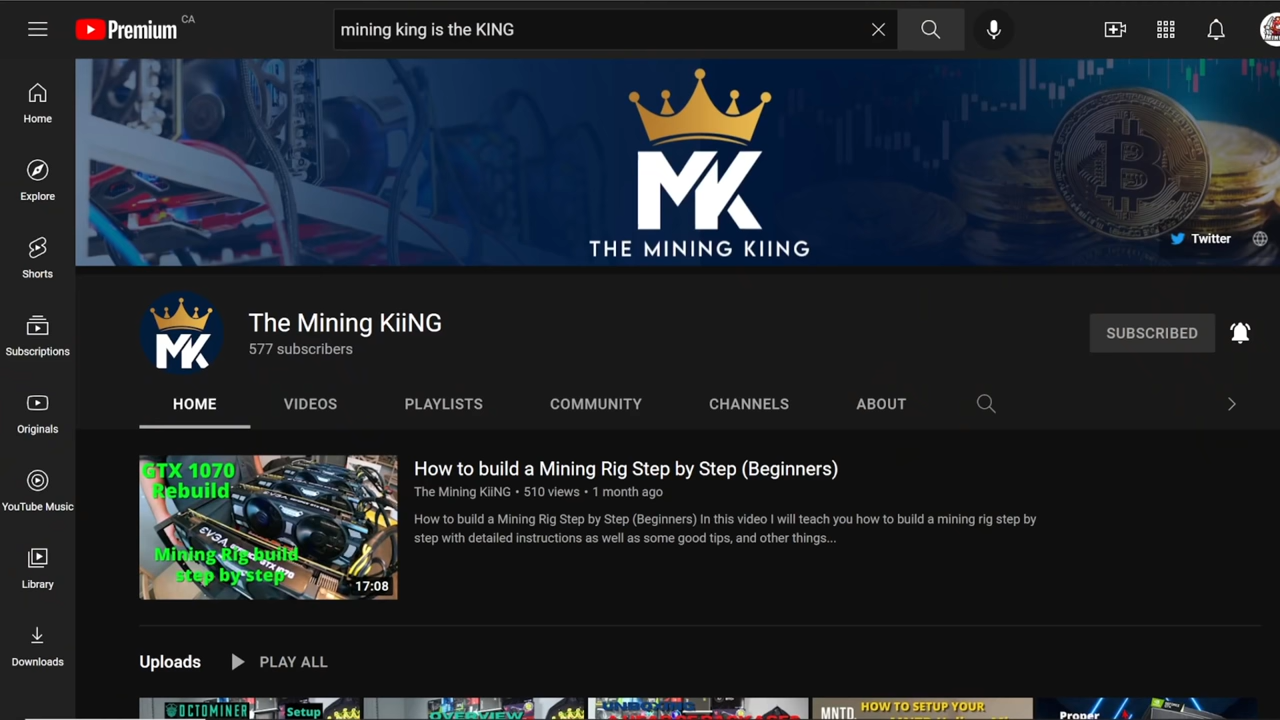 Premium CA
mining king is the KING
Home
Explore
Shorts
Subscriptions
Originals
YouTube Music
Library
Downloads
MK
THE MINING KIING
Twitter
MK
The Mining KiiNG
577 subscribers
SUBSCRIBED
HOME VIDEOS PLAYLISTS COMMUNITY CHANNELS ABOUT
GTX 1070
Rebuild
EVGA
Mining Rig build
step by step
17:08
How to build a Mining Rig Step by Step (Beginners)
The Mining KiiNG • 510 views • 1 month ago
How to build a Mining Rig Step by Step (Beginners) In this video I will teach you how to build a mining rig step by
step with detailed instructions as well as some good tips, and other things...
Uploads PLAY ALL
OCTOMINER Setup
OVERVIEW
UNBOXING
MNTD.
HOW TO SETUP YOUR
Proper